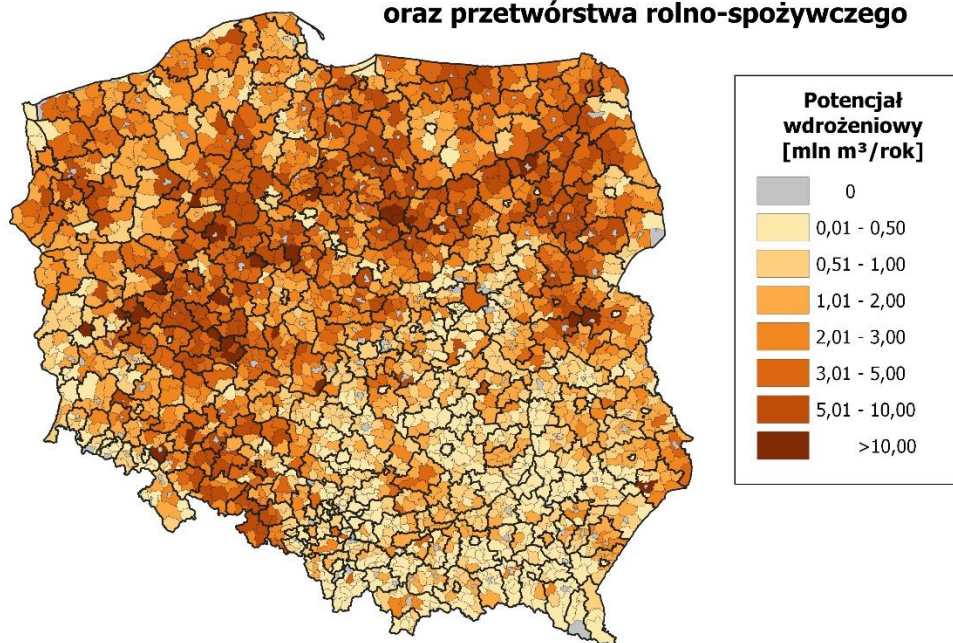 oraz przetwórstwa rolno-spożywczego
Potencjał
wdrożeniowy
[mln m³/rok]
0
0,01 - 0,50
0,51 - 1,00
1,01 - 2,00
2,01 - 3,00
3,01 - 5,00
5,01 - 10,00
>10,00